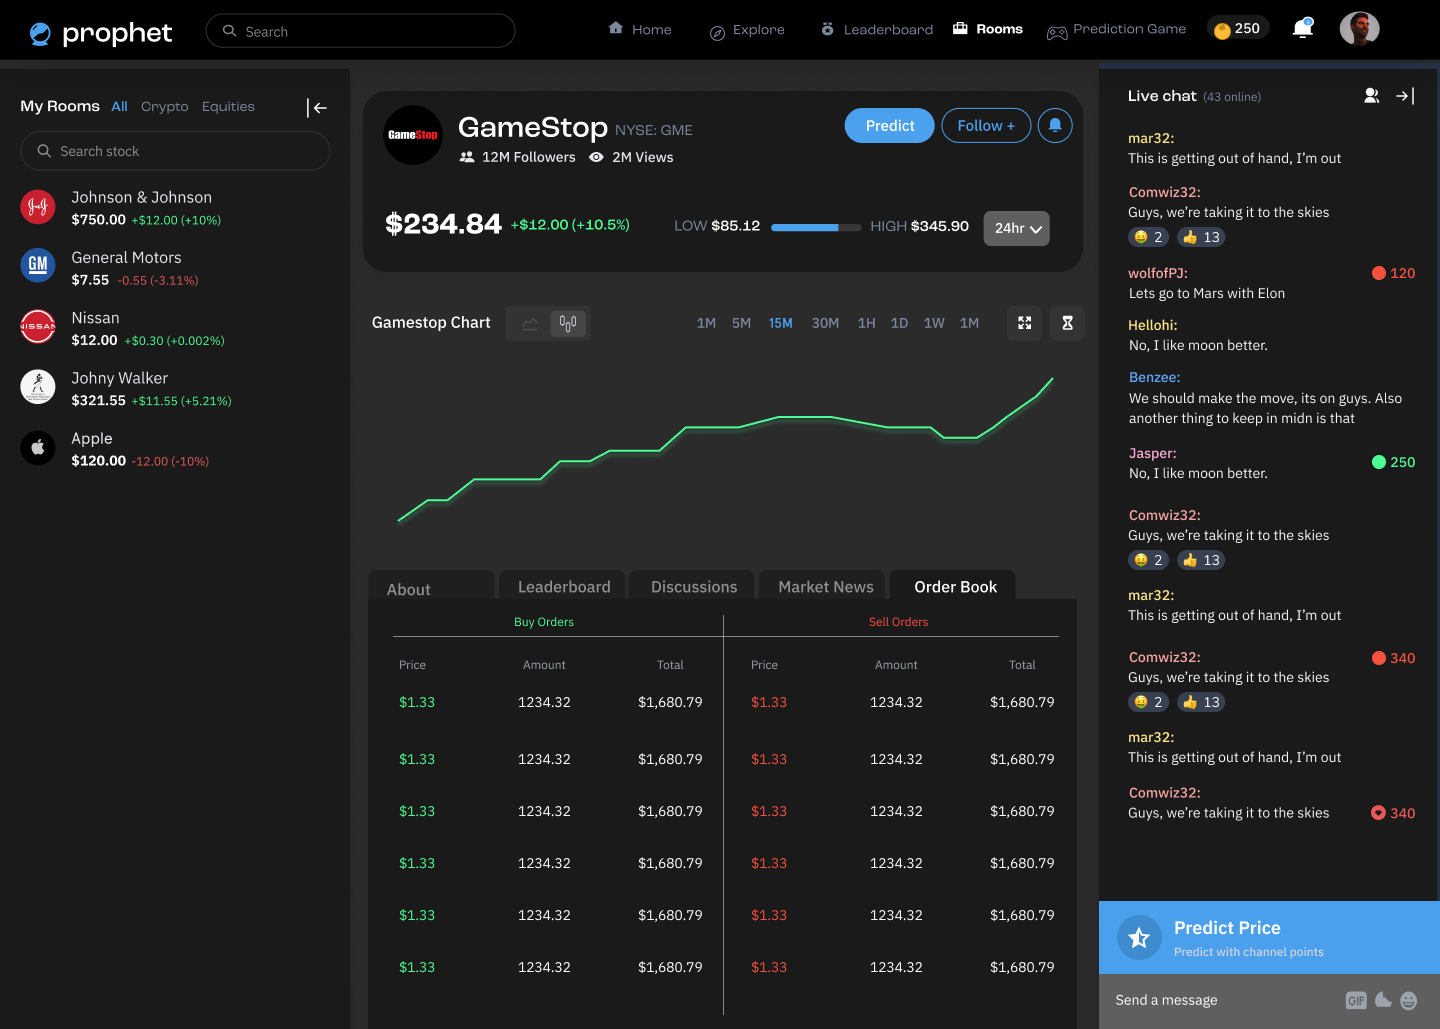 prophet
Search
Home
Explore
Leaderboard
Rooms
Prediction Game
250
My Rooms All Crypto Equities
Search stock
Johnson & Johnson
$750.00 +$12.00 (+10%)
GM
General Motors
$7.55 -0.55 (-3.11%)
NISSAN
Nissan
$12.00 +$0.30 (+0.002%)
Johny Walker
$321.55 +$11.55 (+5.21%)
Apple
$120.00 -12.00 (-10%)
GameStop
GameStop NYSE: GME
12M Followers 2M Views
Predict
Follow +
$234.84 +$12.00 (+10.5%)
LOW $85.12
HIGH $345.90
24hr
Gamestop Chart
1M 5M 15M 30M 1H 1D 1W 1M
About
Leaderboard
Discussions
Market News
Order Book
Buy Orders Sell Orders
Price Amount Total Price Amount Total
$1.33 1234.32 $1,680.79 $1.33 1234.32 $1,680.79
$1.33 1234.32 $1,680.79 $1.33 1234.32 $1,680.79
$1.33 1234.32 $1,680.79 $1.33 1234.32 $1,680.79
$1.33 1234.32 $1,680.79 $1.33 1234.32 $1,680.79
$1.33 1234.32 $1,680.79 $1.33 1234.32 $1,680.79
$1.33 1234.32 $1,680.79 $1.33 1234.32 $1,680.79
Live chat (43 online)
mar32:
This is getting out of hand, I’m out
Comwiz32:
Guys, we’re taking it to the skies
🤑 2 👍 13
wolfofPJ: 120
Lets go to Mars with Elon
Hellohi:
No, I like moon better.
Benzee:
We should make the move, its on guys. Also
another thing to keep in midn is that
Jasper: 250
No, I like moon better.
Comwiz32:
Guys, we’re taking it to the skies
🤑 2 👍 13
mar32:
This is getting out of hand, I’m out
Comwiz32: 340
Guys, we’re taking it to the skies
🤑 2 👍 13
mar32:
This is getting out of hand, I’m out
Comwiz32:
Guys, we’re taking it to the skies 340
Predict Price
Predict with channel points
Send a message
GIF